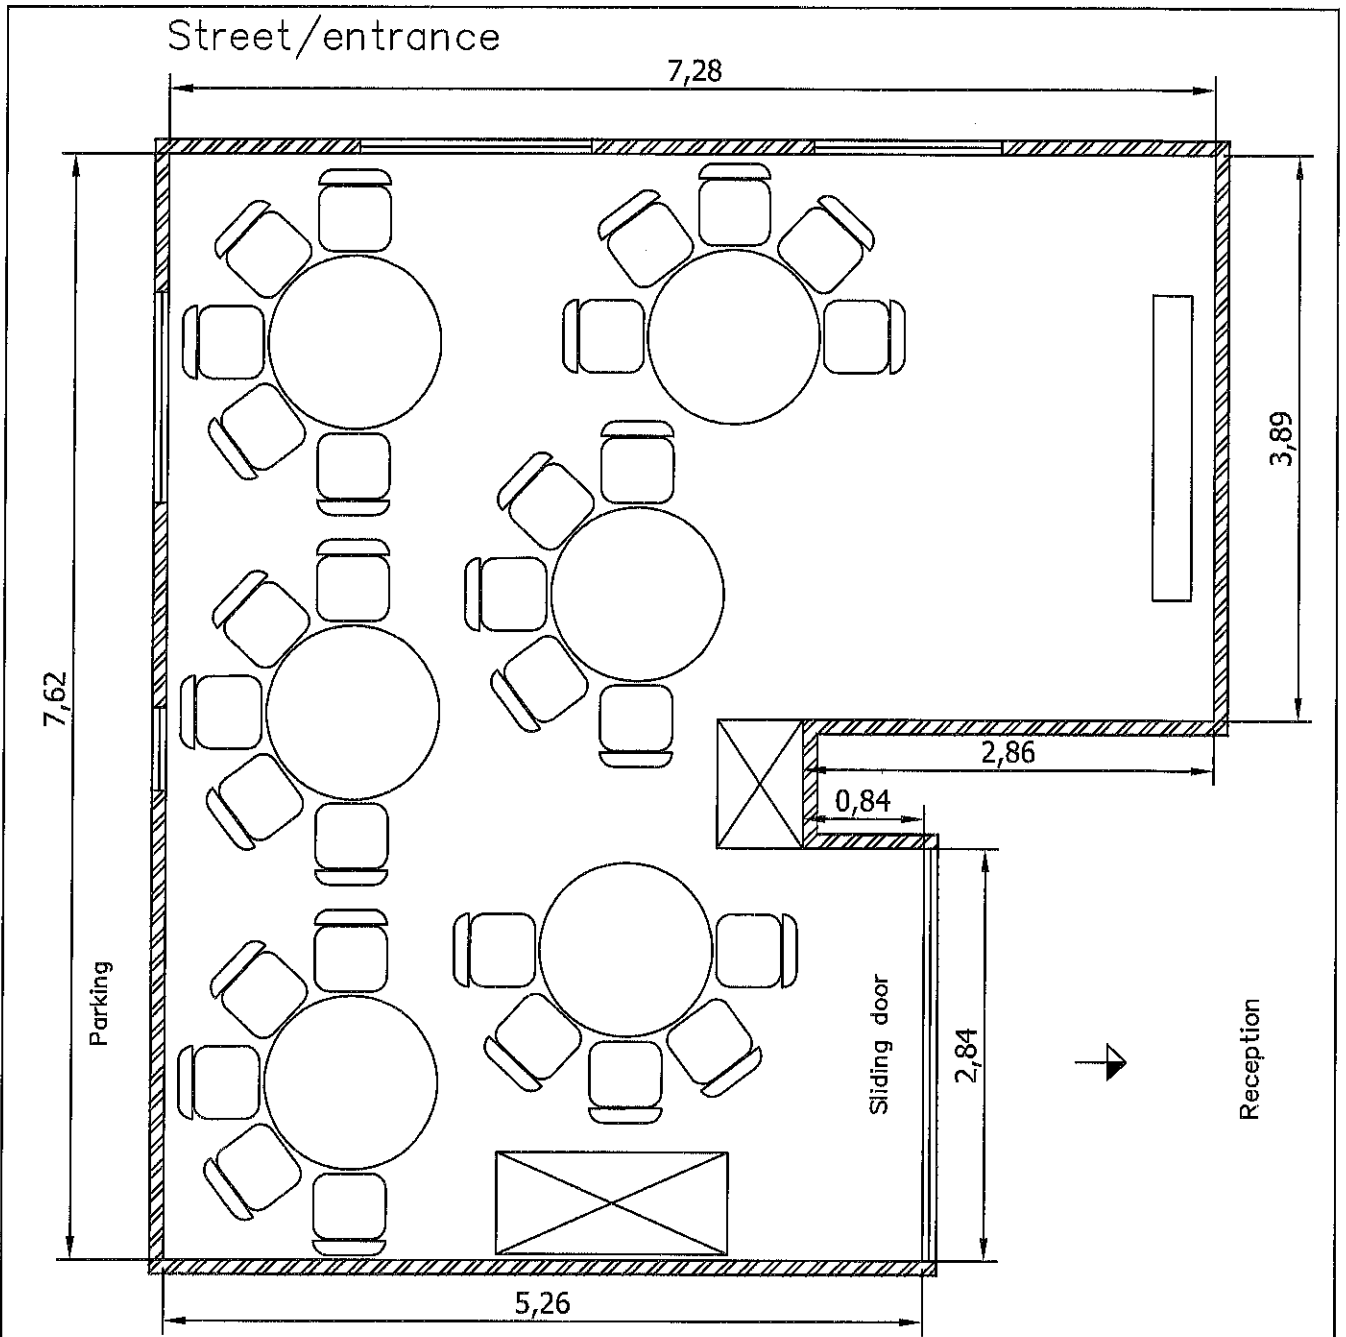 Street/entrance
7,28
3,89
7,62
2,86
0,84
Parking
Sliding door
2,84
Reception
5,26